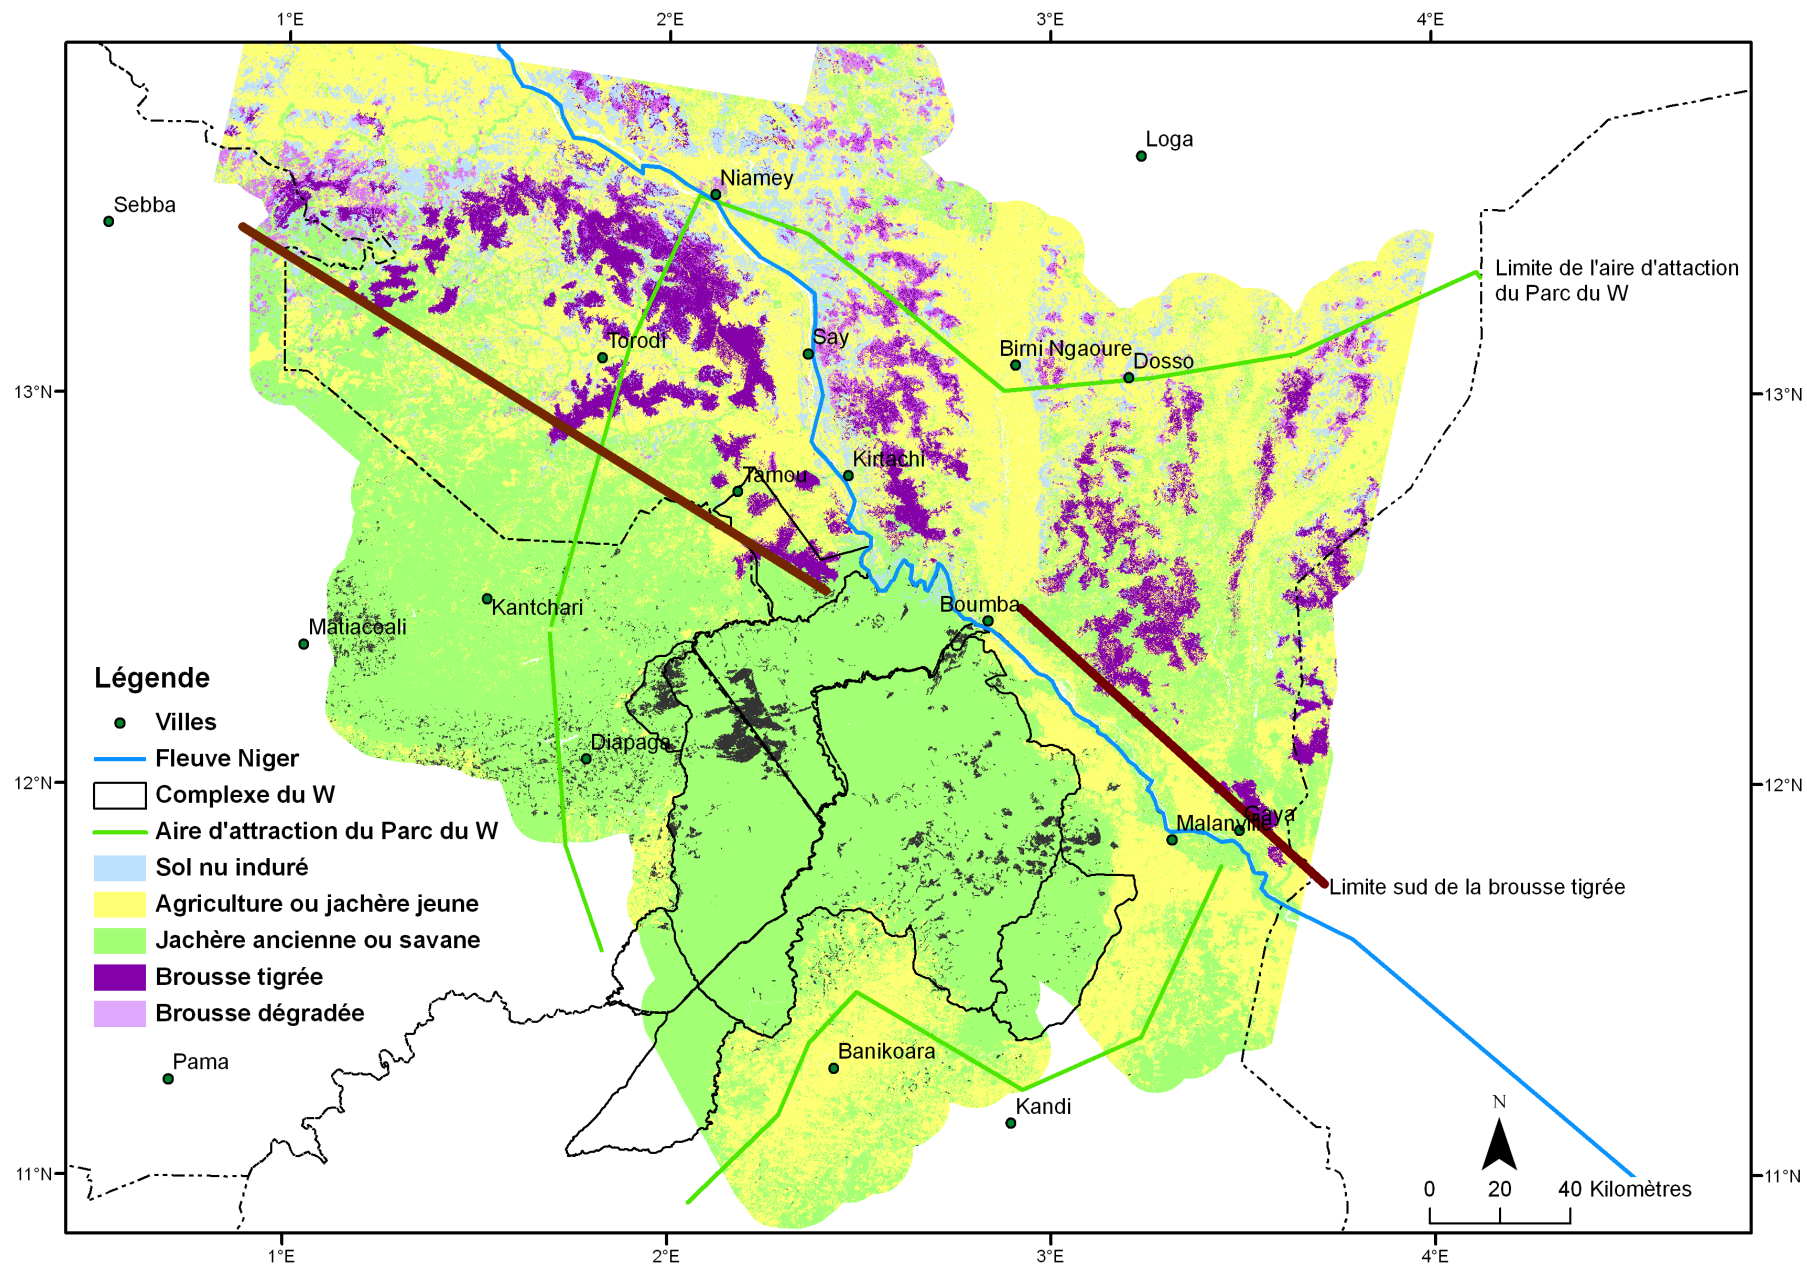 1°E
2°E
3°E
4°E
Loga
Niamey
Sebba
Limite de l'aire d'attaction
du Parc du W
Say
Torodi
Birni Ngaoure
Dosso
13°N
13°N
Kirtachi
Tamou
Kantchari
Boumba
Matiacoali
Légende
Villes
Diapaga
Fleuve Niger
12°N
12°N
Complexe du W
Gaya
Malanville
Aire d'attraction du Parc du W
Sol nu induré
Limite sud de la brousse tigrée
Agriculture ou jachère jeune
Jachère ancienne ou savane
Brousse tigrée
Brousse dégradée
Banikoara
Pama
Kandi
N
11°N
11°N
0 20 40 Kilomètres
1°E
2°E
3°E
4°E